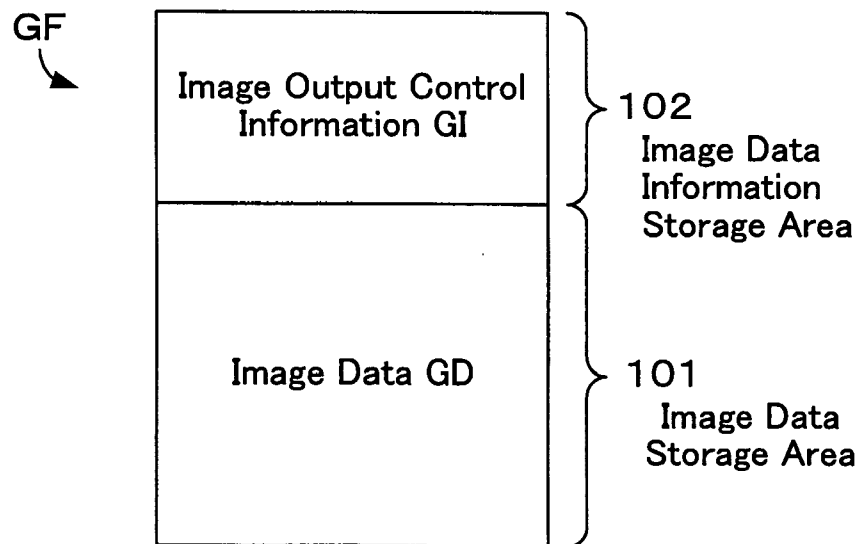 GF
Image Output Control
Information GI
102
Image Data
Information
Storage Area
Image Data GD
101
Image Data
Storage Area